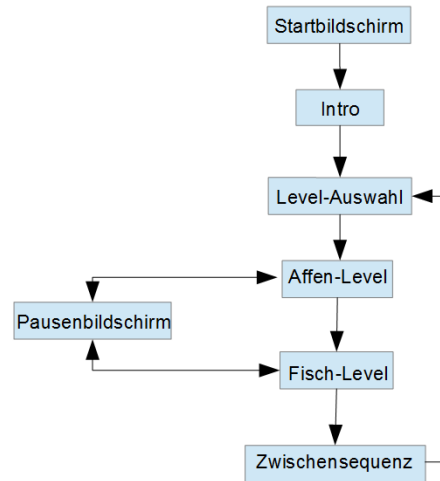 Startbildschirm
Intro
Level-Auswahl
Affen-Level
Pausenbildschirm
Fisch-Level
Zwischensequenz